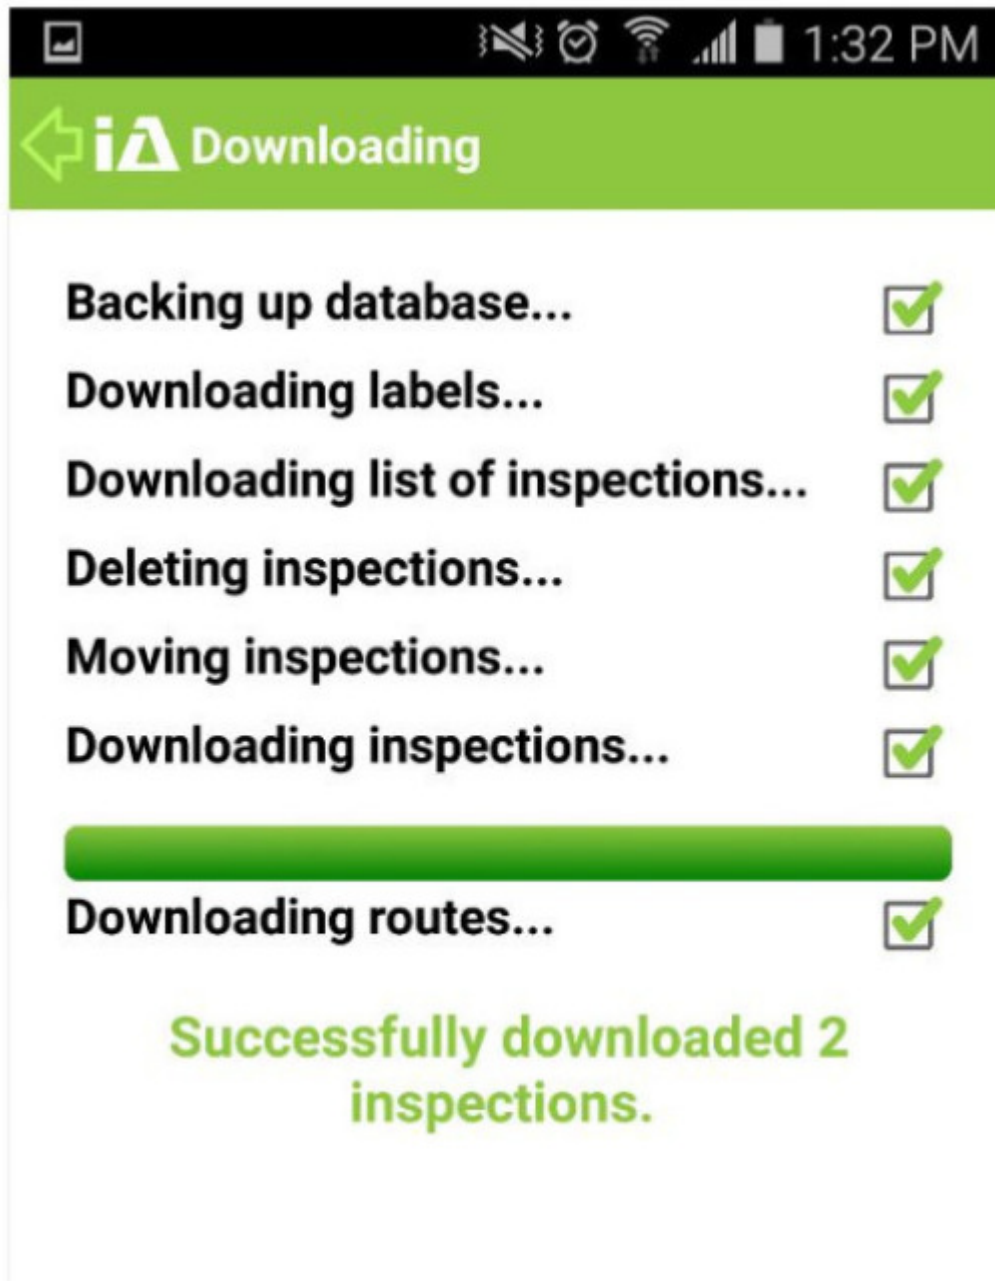 1:32 PM
iA Downloading
Backing up database...
Downloading labels...
Downloading list of inspections...
Deleting inspections...
Moving inspections...
Downloading inspections...
Downloading routes...
Successfully downloaded 2
inspections.